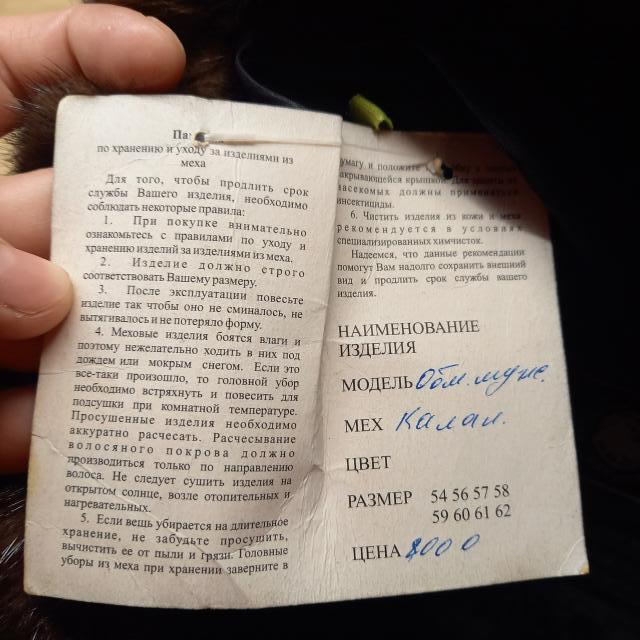 по хранению и уходу за изделиями из
меха
Для того, чтобы продлить срок
службы Вашего изделия, необходимо
соблюдать некоторые правила:
1. При покупке внимательно
ознакомьтесь с правилами по уходу и
хранению изделий за изделиями из меха.
2. Изделие должно строго
соответствовать Вашему размеру.
3. После эксплуатации повесьте
изделие так чтобы оно не сминалось, не
вытягивалось и не потеряло форму.
4. Меховые изделия боятся влаги и
поэтому нежелательно ходить в них под
дождем или мокрым снегом. Если это
все-таки произошло, то головной убор
необходимо встряхнуть и повесить для
подсушки при комнатной температуре.
Просушенные изделия необходимо
аккуратно расчесать. Расчесывание
волосяного покрова должно
производиться только по направлению
волоса. Не следует сушить изделия на
открытом солнце, возле отопительных и
нагревательных.
5. Если вещь убирается на длительное
хранение, не забудьте просушить,
вычистить ее от пыли и грязи. Головные
уборы из меха при хранении заверните в
бумагу и положите в
закрывающейся крышкой. Для защиты от
насекомых должны применяться
инсектициды.
6. Чистить изделия из кожи и меха
рекомендуется в условиях
специализированных химчисток.
Надеемся, что данные рекомендации
помогут Вам надолго сохранить внешний
вид и продлить срок службы вашего
изделия.
НАИМЕНОВАНИЕ
ИЗДЕЛИЯ
МОДЕЛЬ Обм. муж.
МЕХ Калан.
ЦВЕТ
РАЗМЕР 54 56 57 58
59 60 61 62
ЦЕНА